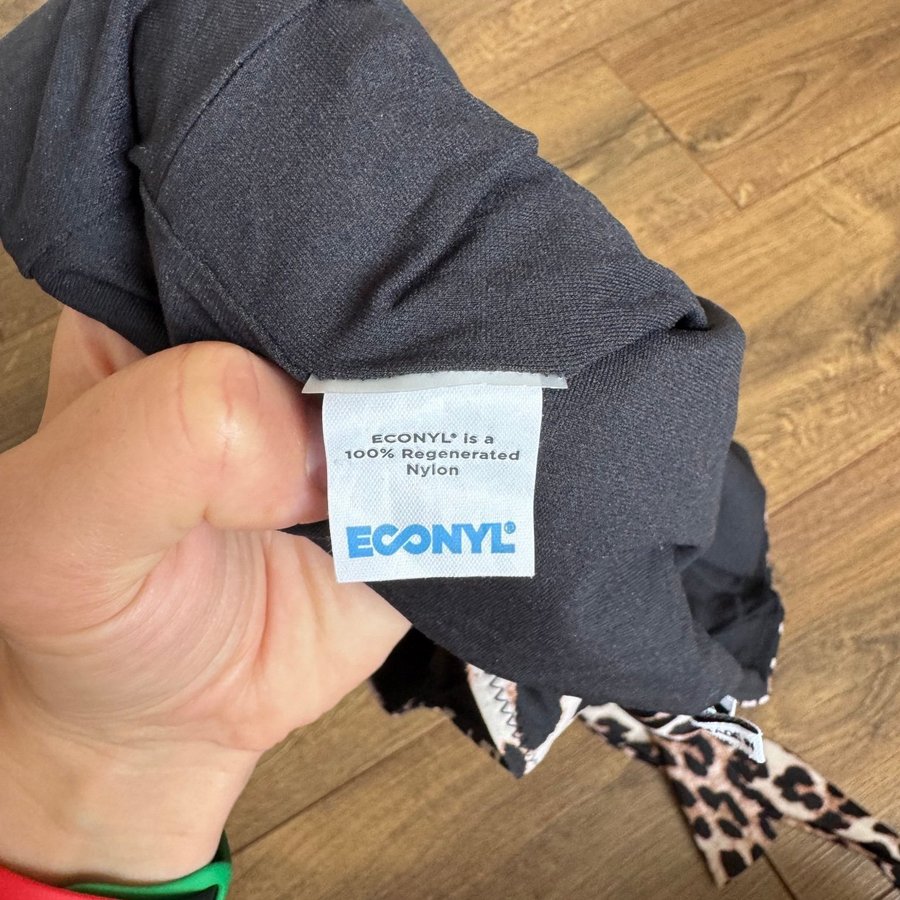 ECONYL® is a
100% Regenerated
Nylon
ECONYL®